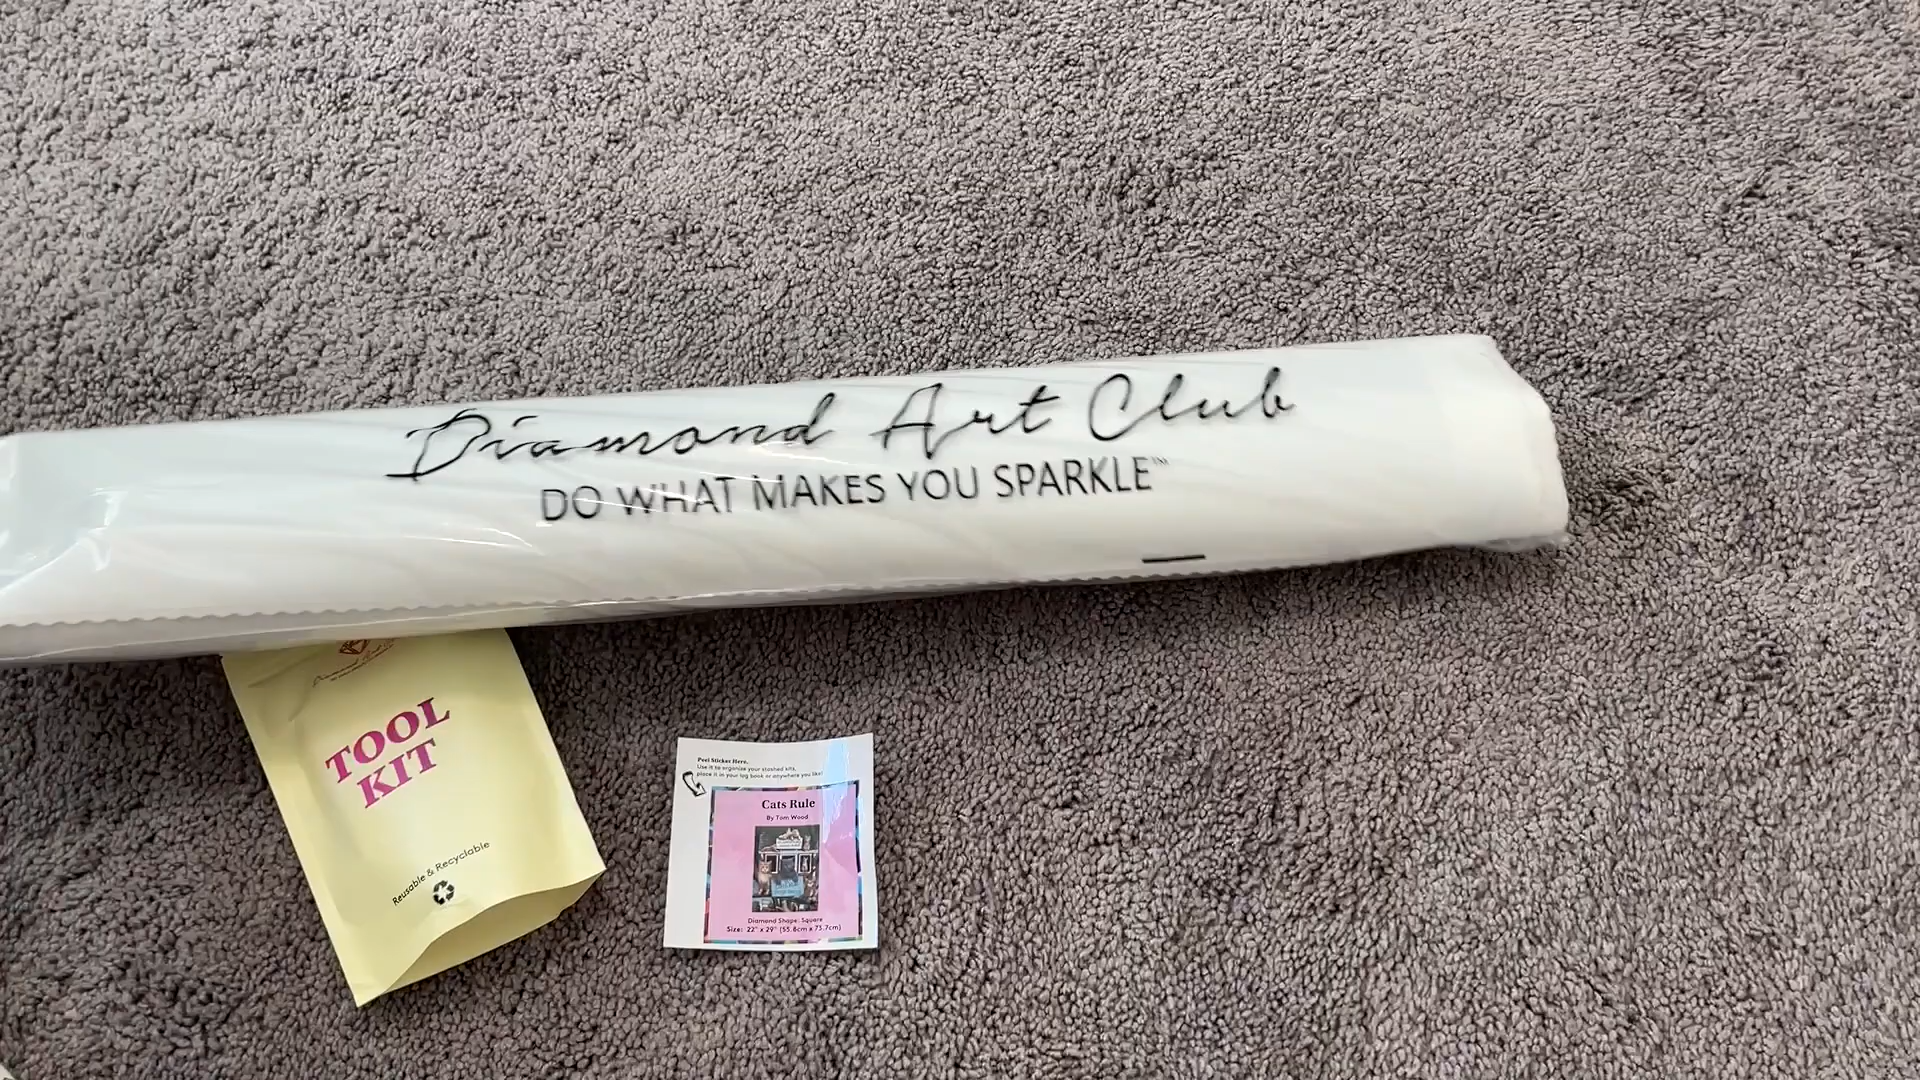 Diamond Art Club
DO WHAT MAKES YOU SPARKLE™
TOOL
KIT
Reusable & Recyclable
Peel Sticker Here,
Use it to organize your stashed kits,
place it in your log book or anywhere you like!
Cats Rule
By Tom Wood
Diamond Shape: Square
Size: 22" x 29" (55.8cm x 73.7cm)